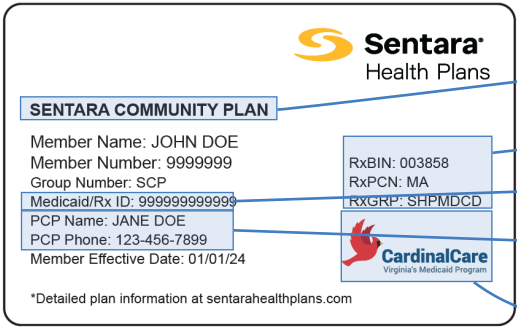 Sentara®
Health Plans
SENTARA COMMUNITY PLAN
Member Name: JOHN DOE
Member Number: 9999999
Group Number: SCP
Medicaid/Rx ID: 999999999999
PCP Name: JANE DOE
PCP Phone: 123-456-7899
Member Effective Date: 01/01/24
RxBIN: 003858
RxPCN: MA
RxGRP: SHPMDCD
CardinalCare
Virginia's Medicaid Program
*Detailed plan information at sentarahealthplans.com